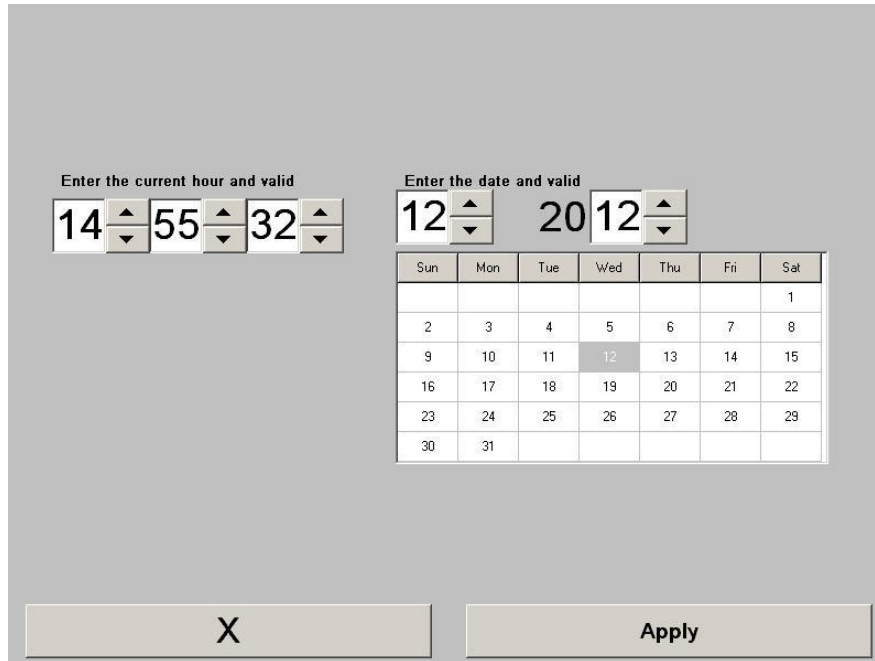 Enter the current hour and valid
14 55 32
Enter the date and valid
12 20 12
Sun Mon Tue Wed Thu Fri Sat
1
2 3 4 5 6 7 8
9 10 11 12 13 14 15
16 17 18 19 20 21 22
23 24 25 26 27 28 29
30 31
X
Apply